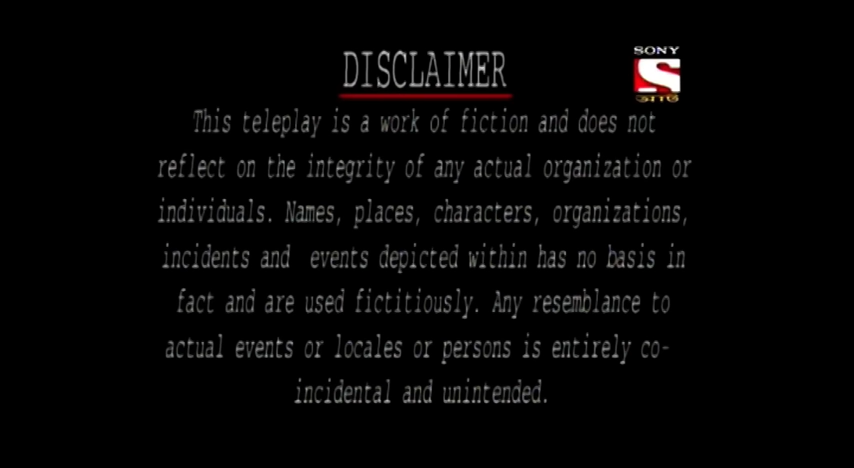 DISCLAIMER
SONY
আট
This teleplay is a work of fiction and does not
reflect on the integrity of any actual organization or
individuals. Names, places, characters, organizations,
incidents and events depicted within has no basis in
fact and are used fictitiously. Any resemblance to
actual events or locales or persons is entirely co-
incidental and unintended.